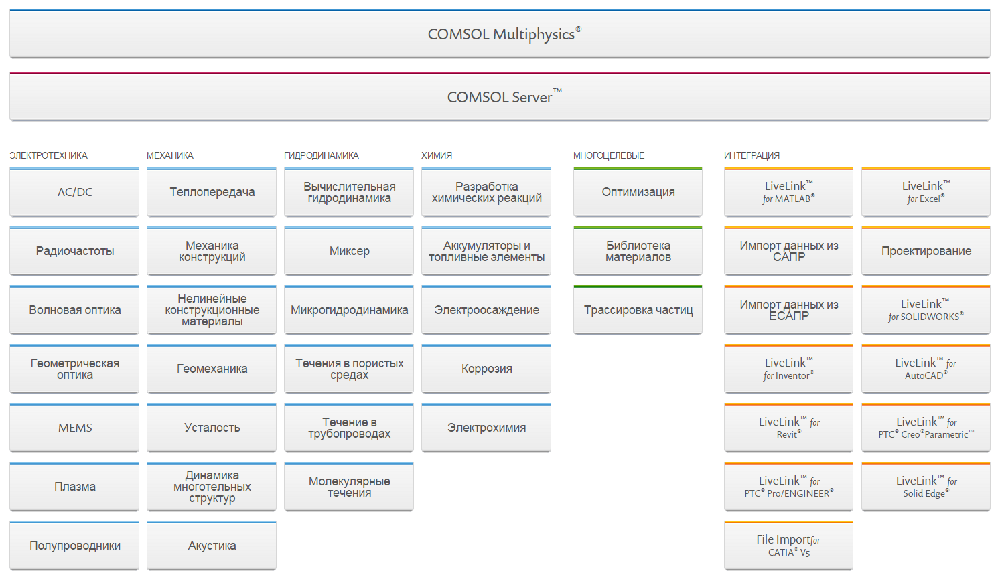 COMSOL Multiphysics®
COMSOL Server™
ЭЛЕКТРОТЕХНИКА
AC/DC
Радиочастоты
Волновая оптика
Геометрическая
оптика
MEMS
Плазма
Полупроводники
МЕХАНИКА
Теплопередача
Механика
конструкций
Нелинейные
конструкционные
материалы
Геомеханика
Усталость
Динамика
многотельных
структур
Акустика
ГИДРОДИНАМИКА
Вычислительная
гидродинамика
Миксер
Микрогидродинамика
Течения в пористых
средах
Течение в
трубопроводах
Молекулярные
течения
ХИМИЯ
Разработка
химических реакций
Аккумуляторы и
топливные элементы
Электроосаждение
Коррозия
Электрохимия
МНОГОЦЕЛЕВЫЕ
Оптимизация
Библиотека
материалов
Трассировка частиц
ИНТЕГРАЦИЯ
LiveLink™
for MATLAB®
Импорт данных из
САПР
Импорт данных из
ЕСАПР
LiveLink™
for Inventor®
LiveLink™ for
Revit®
LiveLink™ for
PTC® Pro/ENGINEER®
File Importfor
CATIA® V5
LiveLink™
for Excel®
Проектирование
LiveLink™
for SOLIDWORKS®
LiveLink™ for
AutoCAD®
LiveLink™ for
PTC® Creo®Parametric™
LiveLink™ for
Solid Edge®